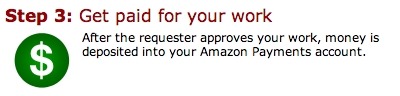 Step 3: Get paid for your work
After the requester approves your work, money is
deposited into your Amazon Payments account.
$